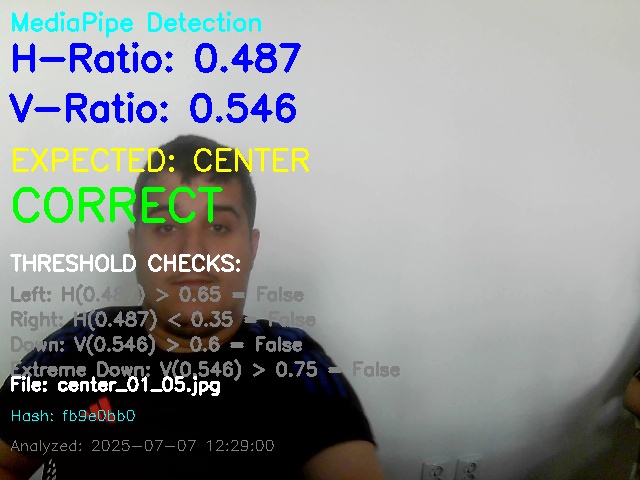 MediaPipe Detection
H-Ratio: 0.487
V-Ratio: 0.546
EXPECTED: CENTER
CORRECT
THRESHOLD CHECKS:
Left: H(0.487) > 0.65 = False
Right: H(0.487) < 0.35 = False
Down: V(0.546) > 0.6 = False
Extreme Down: V(0.546) > 0.75 = False
File: center_01_05.jpg
Hash: fb9e0bb0
Analyzed: 2025-07-07 12:29:00